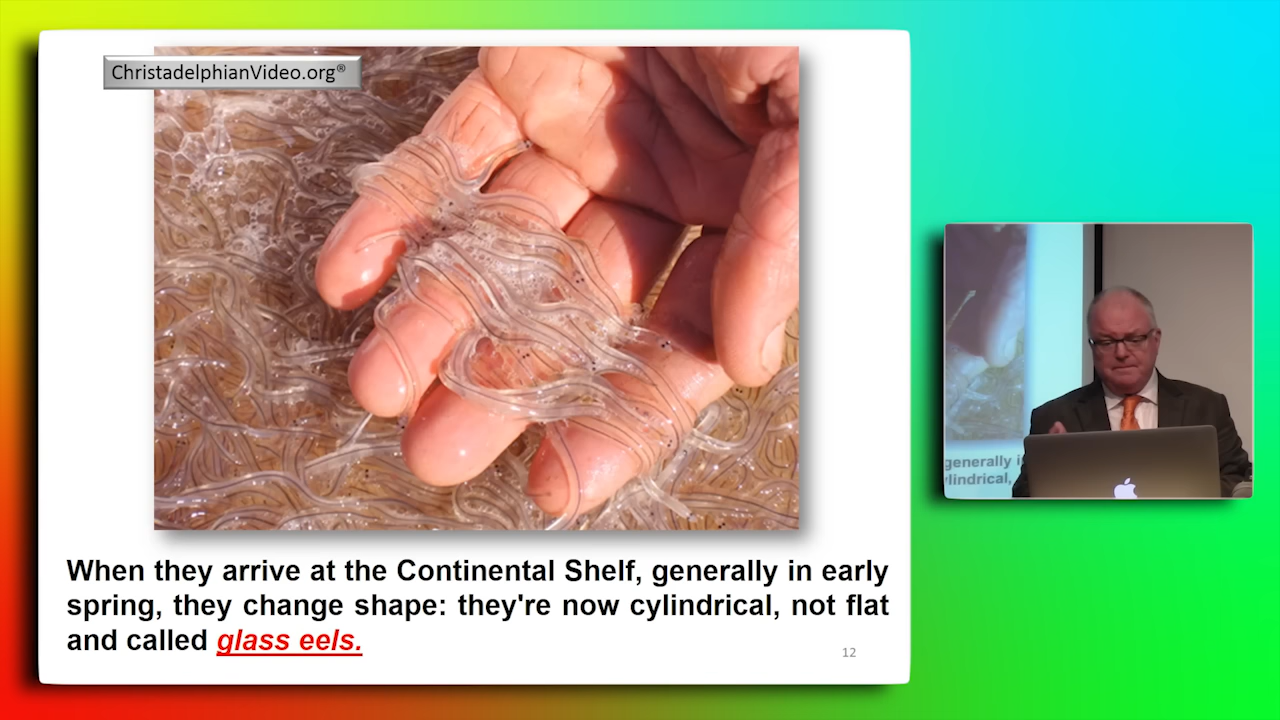 ChristadelphianVideo.org®
When they arrive at the Continental Shelf, generally in early
spring, they change shape: they're now cylindrical, not flat
and called glass eels.
12
generally i
lindrical,